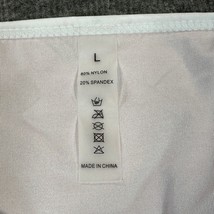 L
80% NYLON
20% SPANDEX
MADE IN CHINA